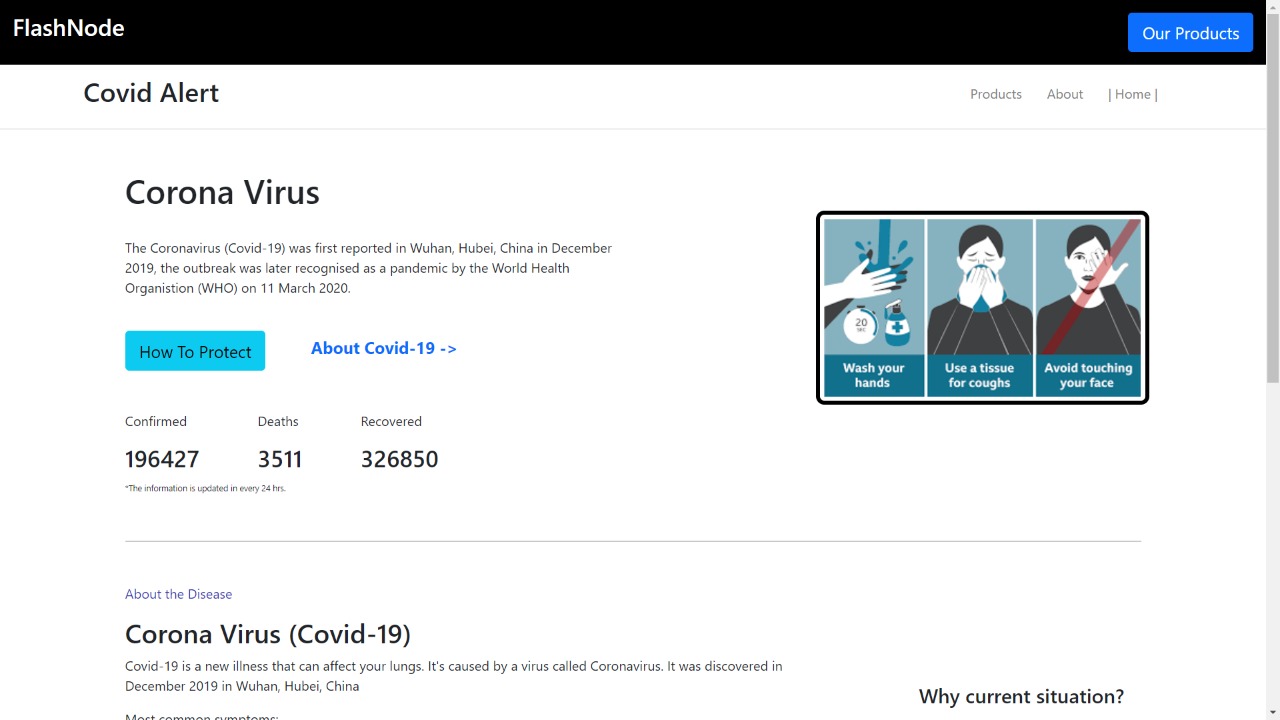 FlashNode
Our Products
Covid Alert
Products
About
| Home |
Corona Virus
The Coronavirus (Covid-19) was first reported in Wuhan, Hubei, China in December
2019, the outbreak was later recognised as a pandemic by the World Health
Organistion (WHO) on 11 March 2020.
How To Protect
About Covid-19 ->
20
SEC
Wash your
hands
Use a tissue
for coughs
Avoid touching
your face
Confirmed
Deaths
Recovered
196427
3511
326850
*The information is updated in every 24 hrs.
About the Disease
Corona Virus (Covid-19)
Covid-19 is a new illness that can affect your lungs. It's caused by a virus called Coronavirus. It was discovered in
December 2019 in Wuhan, Hubei, China
Why current situation?
Most common symptoms: